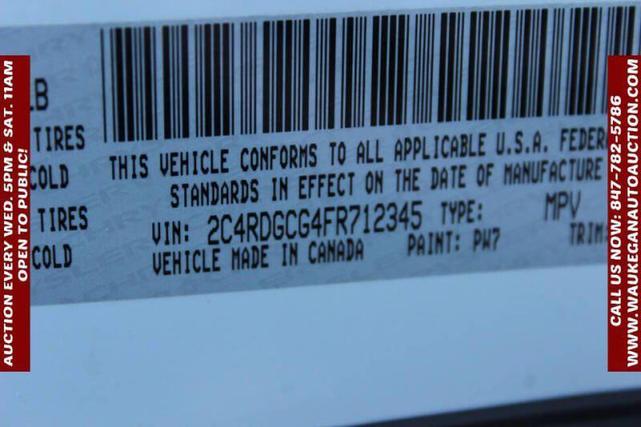 AUCTION EVERY WED. 5PM & SAT. 11AM
OPEN TO PUBLIC!
LB
TIRES
COLD
TIRES
COLD
THIS VEHICLE CONFORMS TO ALL APPLICABLE U.S.A. FEDER
STANDARDS IN EFFECT ON THE DATE OF MANUFACTURE
VIN: 2C4RDGCG4FR712345 TYPE: MPV
VEHICLE MADE IN CANADA PAINT: PW7 TRIM
CALL US NOW: 847-782-5786
WWW.WAUKEGANAUTOAUCTION.COM